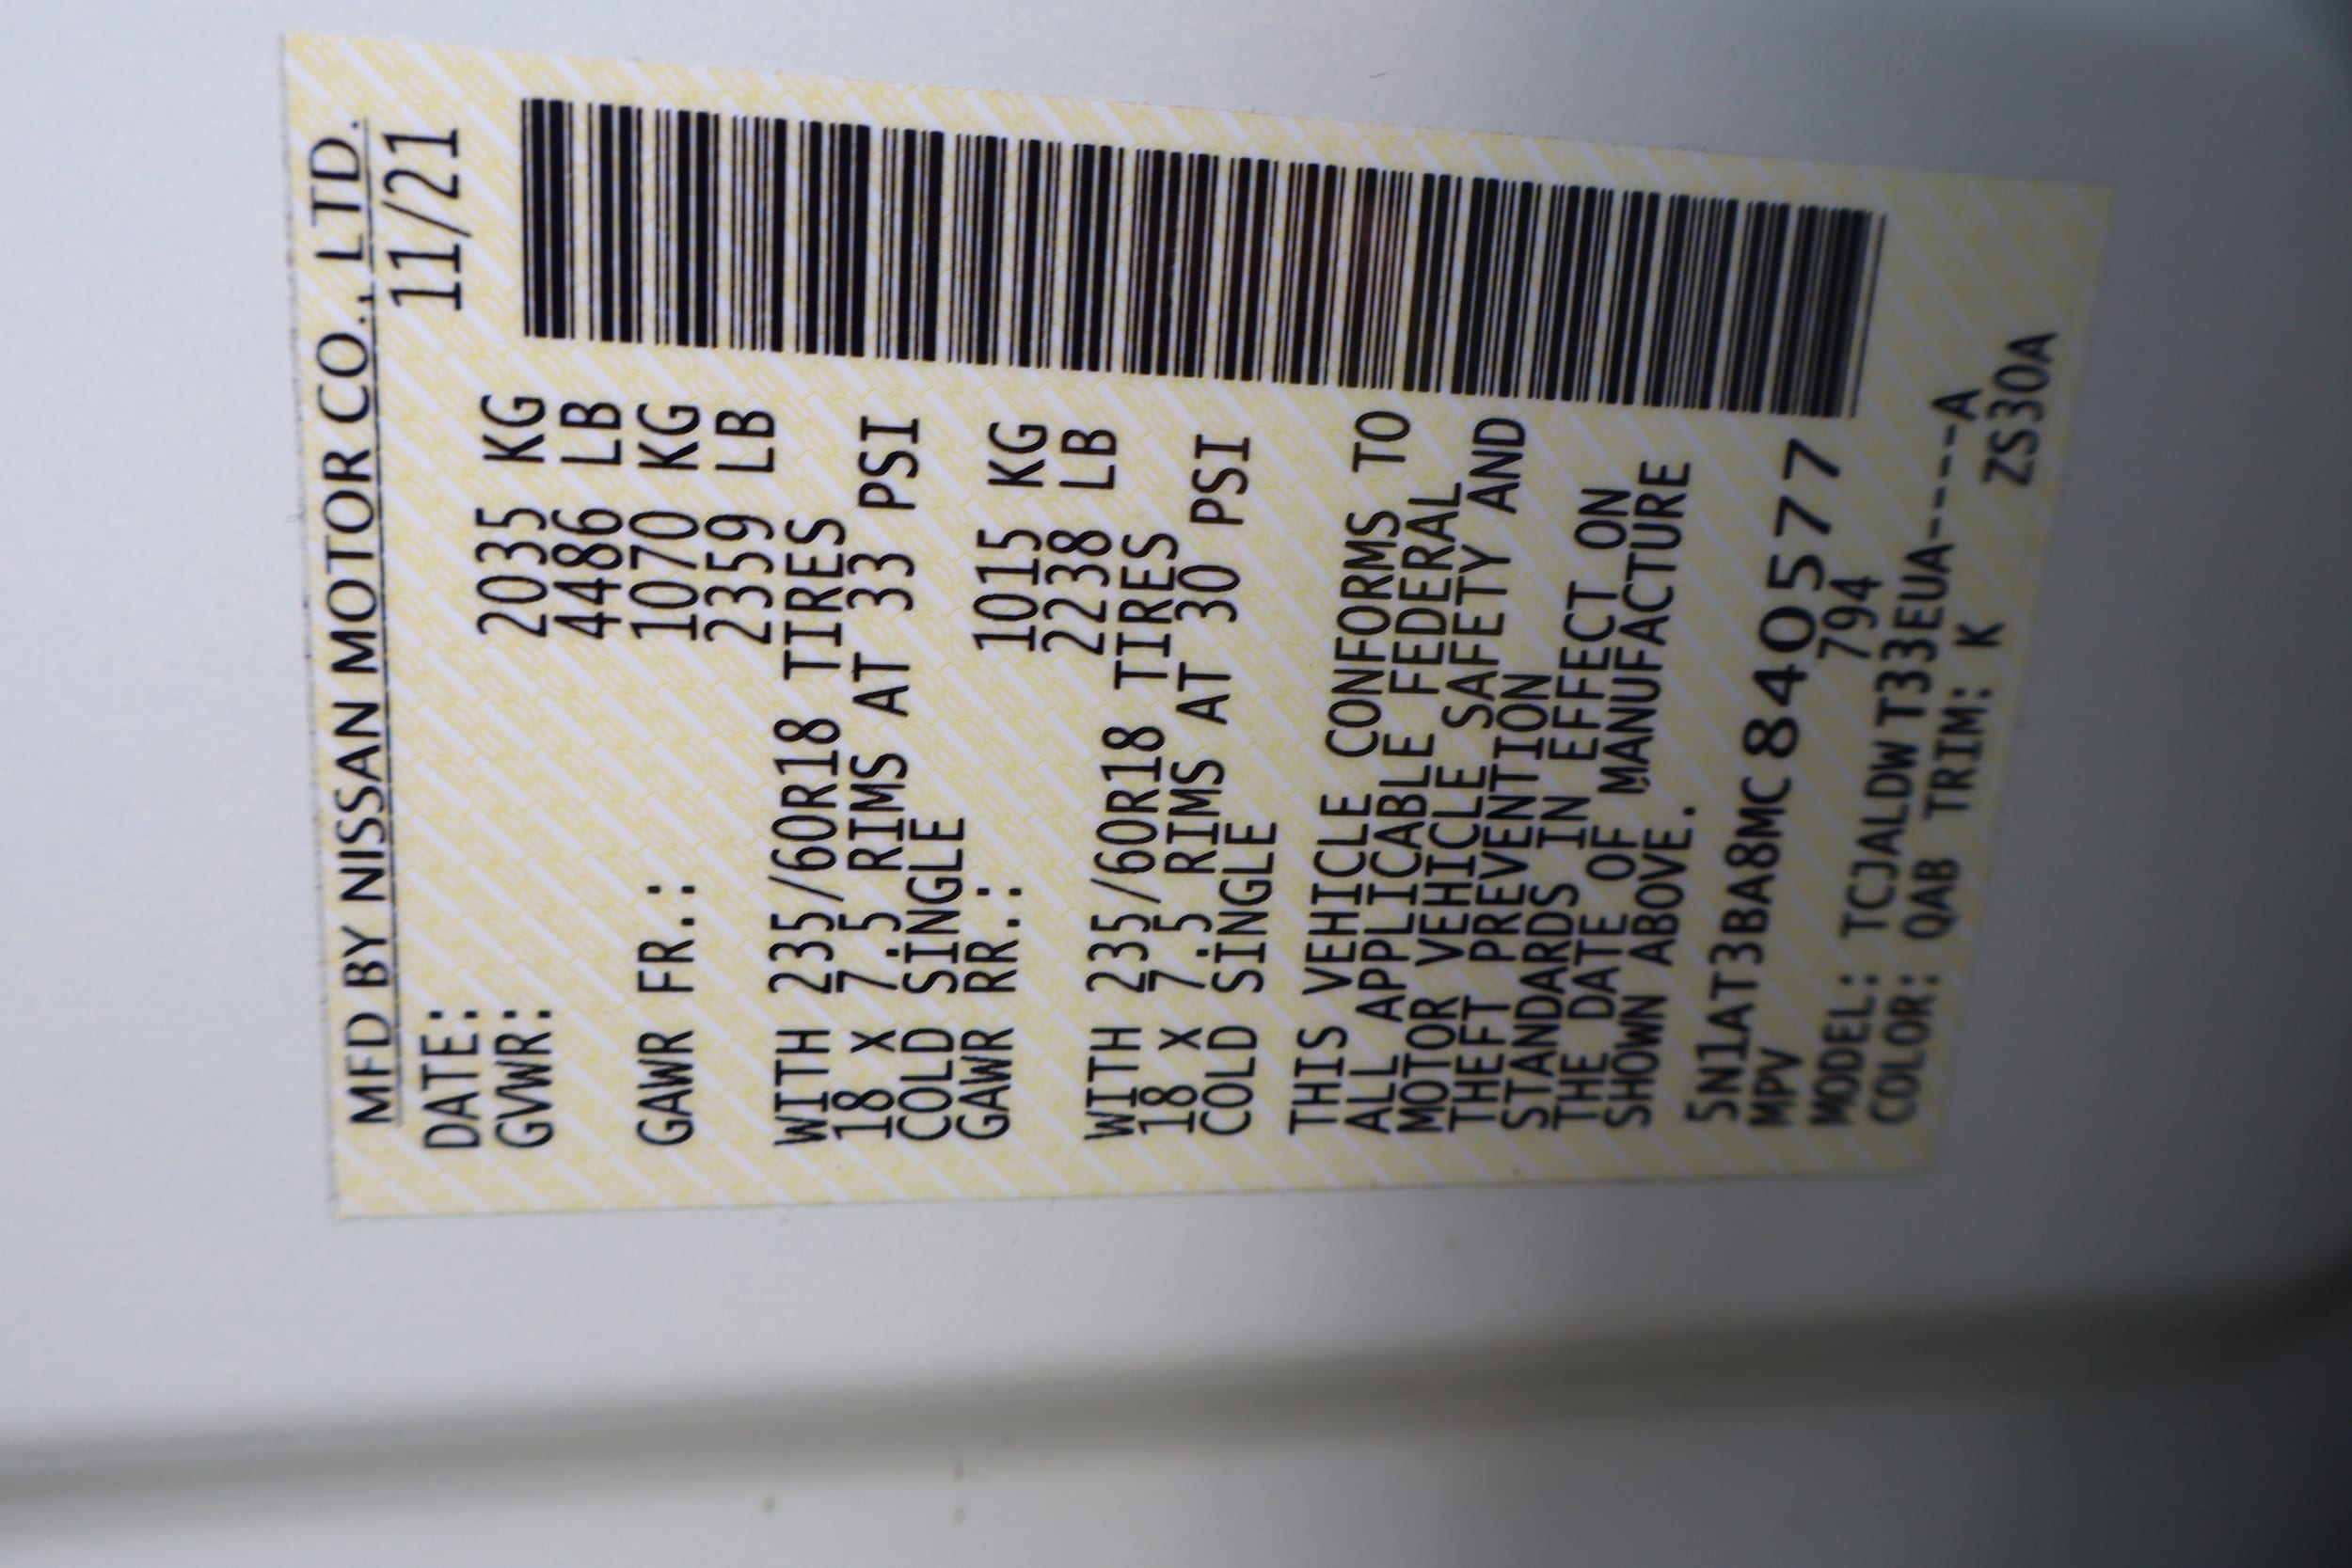 MFD BY NISSAN MOTOR CO., LTD.
DATE: 11/21
GVWR: 2035 KG
4486 LB
GAWR FR.: 1070 KG
2359 LB
WITH 235/60R18 TIRES
18 X 7.5 RIMS AT 33 PSI
COLD SINGLE
GAWR RR.: 1015 KG
2238 LB
WITH 235/60R18 TIRES
18 X 7.5 RIMS AT 30 PSI
COLD SINGLE
THIS VEHICLE CONFORMS TO
ALL APPLICABLE FEDERAL
MOTOR VEHICLE SAFETY AND
THEFT PREVENTION
STANDARDS IN EFFECT ON
THE DATE OF MANUFACTURE
SHOWN ABOVE.
5N1AT3BA8MC840577
MPV 794
MODEL: TCJALDWT33EUA-----A
COLOR: QAB TRIM: K ZS30A